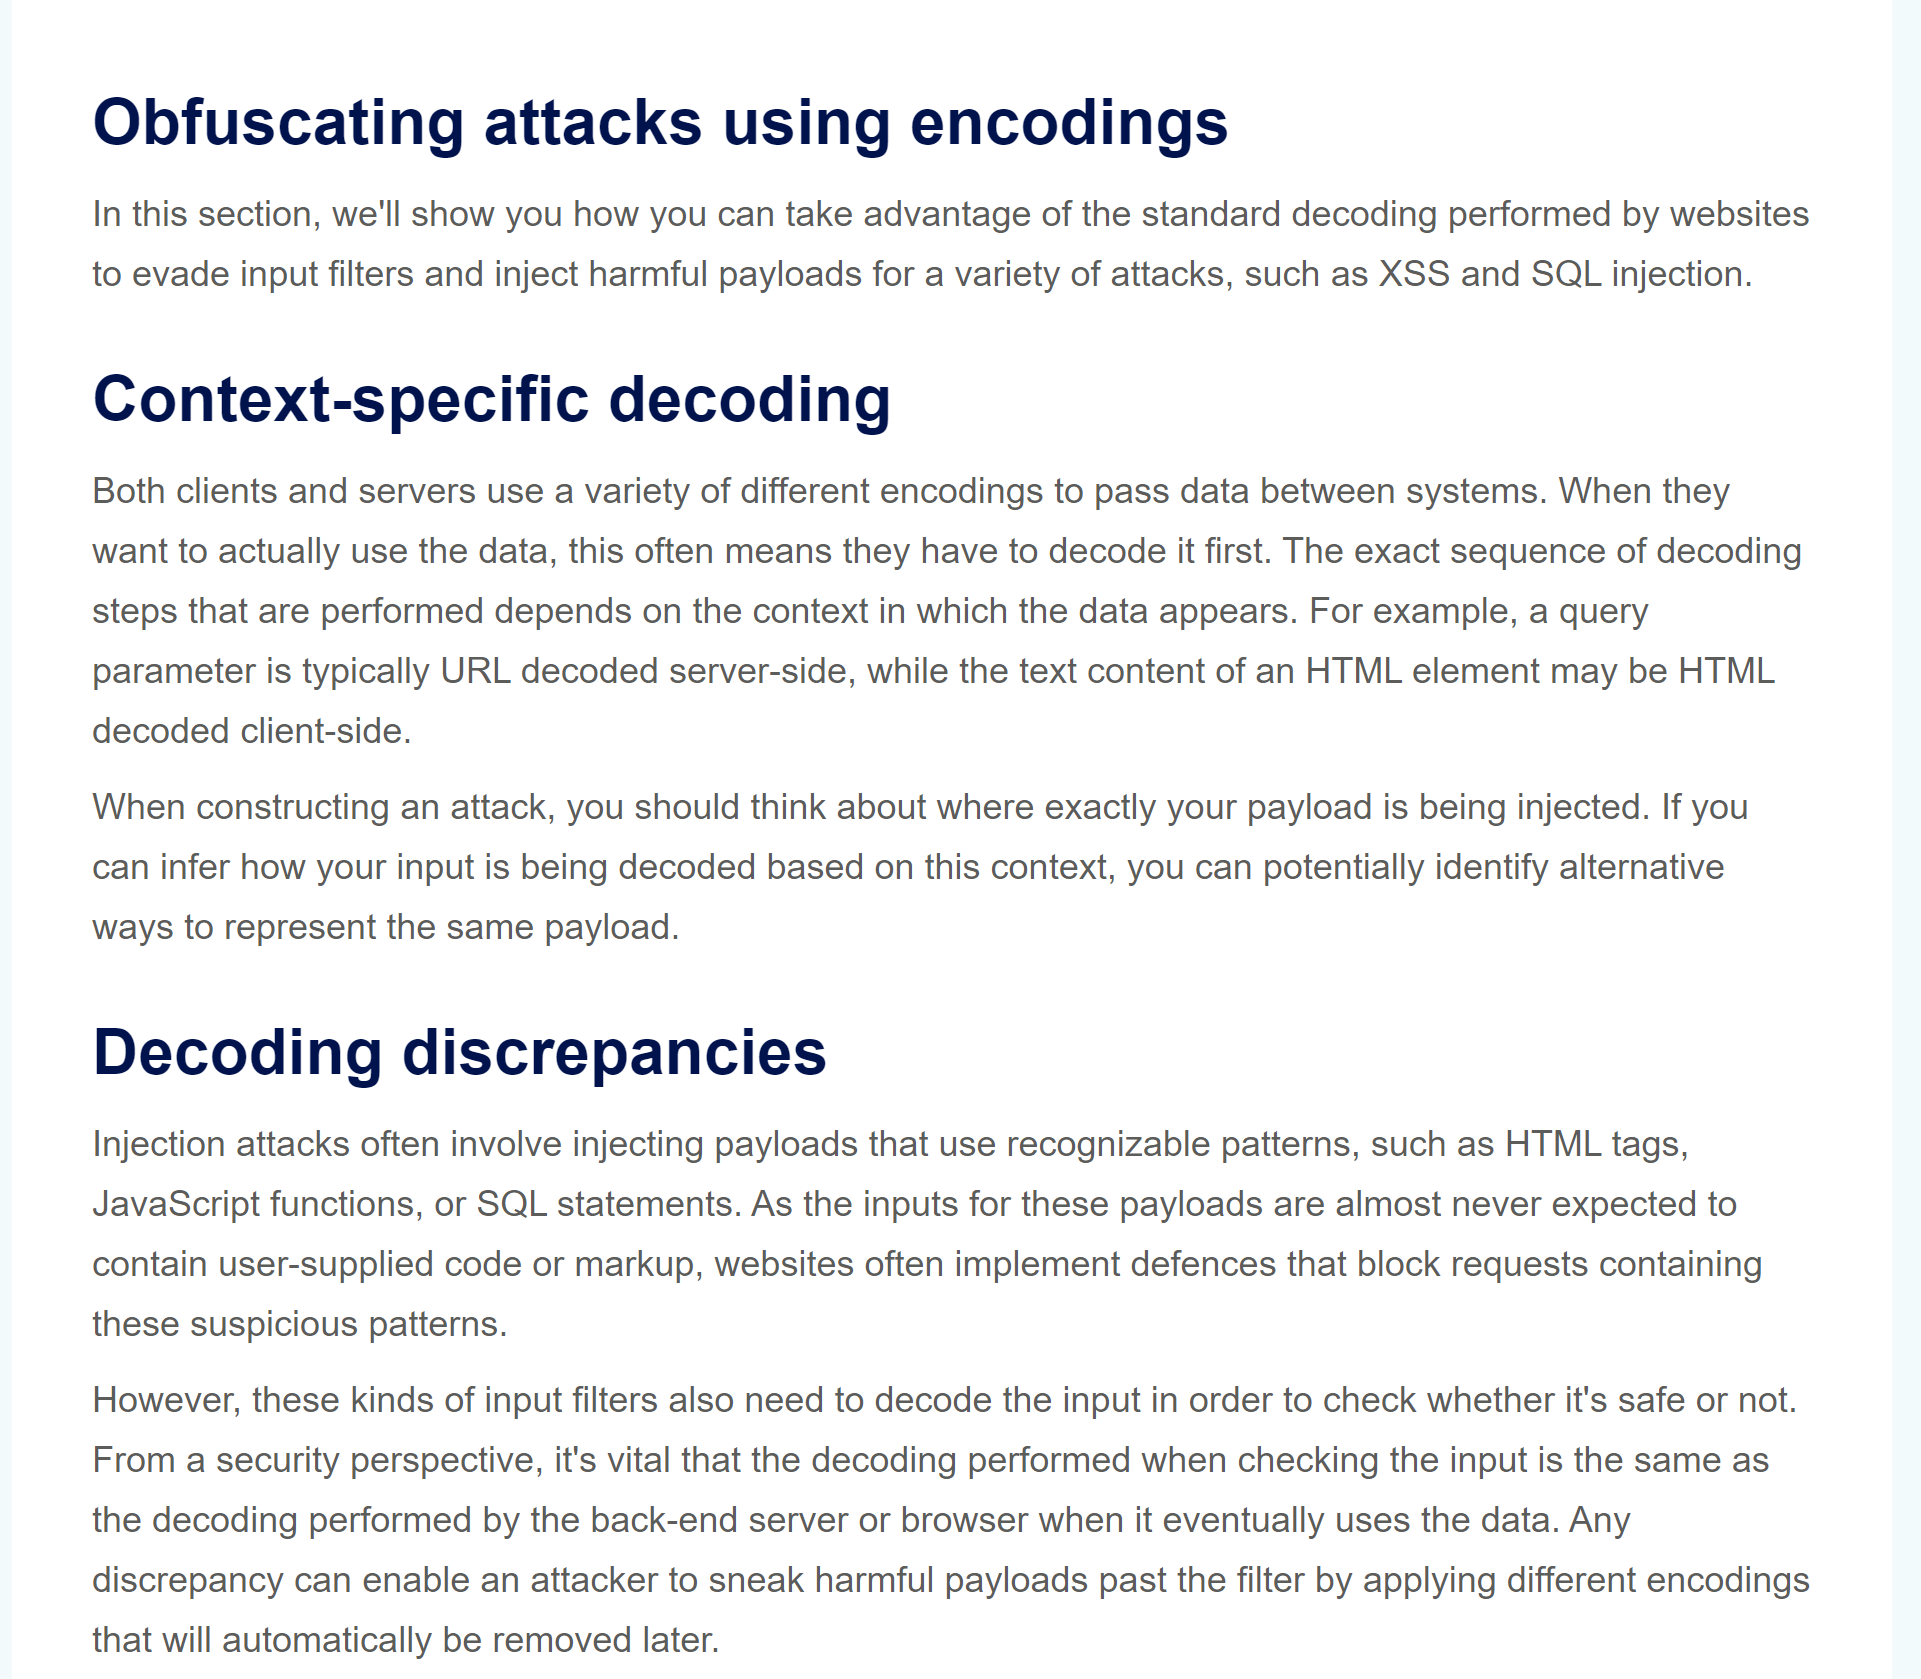 Obfuscating attacks using encodings
In this section, we'll show you how you can take advantage of the standard decoding performed by websites
to evade input filters and inject harmful payloads for a variety of attacks, such as XSS and SQL injection.
Context-specific decoding
Both clients and servers use a variety of different encodings to pass data between systems. When they
want to actually use the data, this often means they have to decode it first. The exact sequence of decoding
steps that are performed depends on the context in which the data appears. For example, a query
parameter is typically URL decoded server-side, while the text content of an HTML element may be HTML
decoded client-side.
When constructing an attack, you should think about where exactly your payload is being injected. If you
can infer how your input is being decoded based on this context, you can potentially identify alternative
ways to represent the same payload.
Decoding discrepancies
Injection attacks often involve injecting payloads that use recognizable patterns, such as HTML tags,
JavaScript functions, or SQL statements. As the inputs for these payloads are almost never expected to
contain user-supplied code or markup, websites often implement defences that block requests containing
these suspicious patterns.
However, these kinds of input filters also need to decode the input in order to check whether it's safe or not.
From a security perspective, it's vital that the decoding performed when checking the input is the same as
the decoding performed by the back-end server or browser when it eventually uses the data. Any
discrepancy can enable an attacker to sneak harmful payloads past the filter by applying different encodings
that will automatically be removed later.